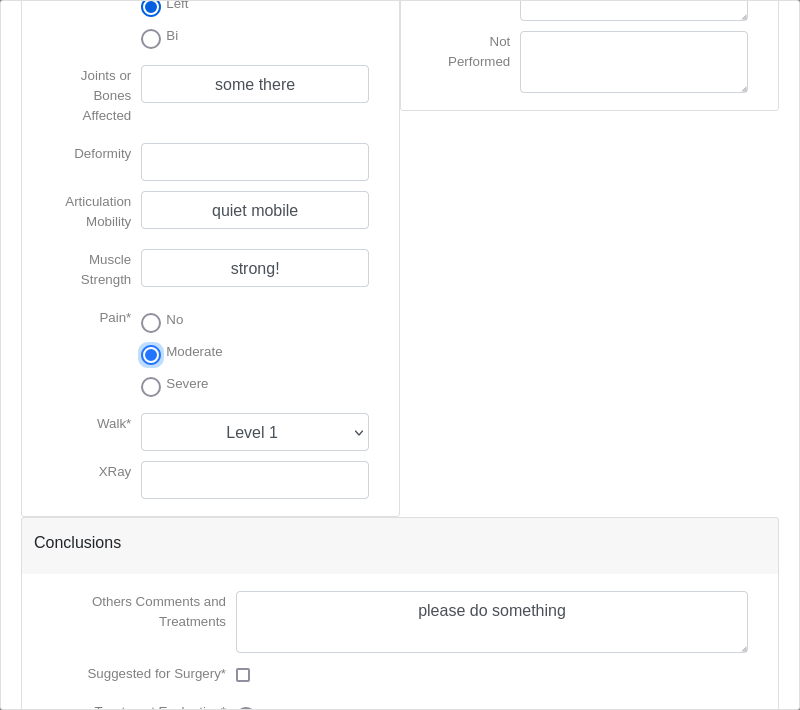 Left
Bi
Joints or
Bones
Affected
some there
Deformity
Articulation
Mobility
quiet mobile
Muscle
Strength
strong!
Pain*
No
Moderate
Severe
Walk*
Level 1
XRay
Not
Performed
Conclusions
Others Comments and
Treatments
please do something
Suggested for Surgery*